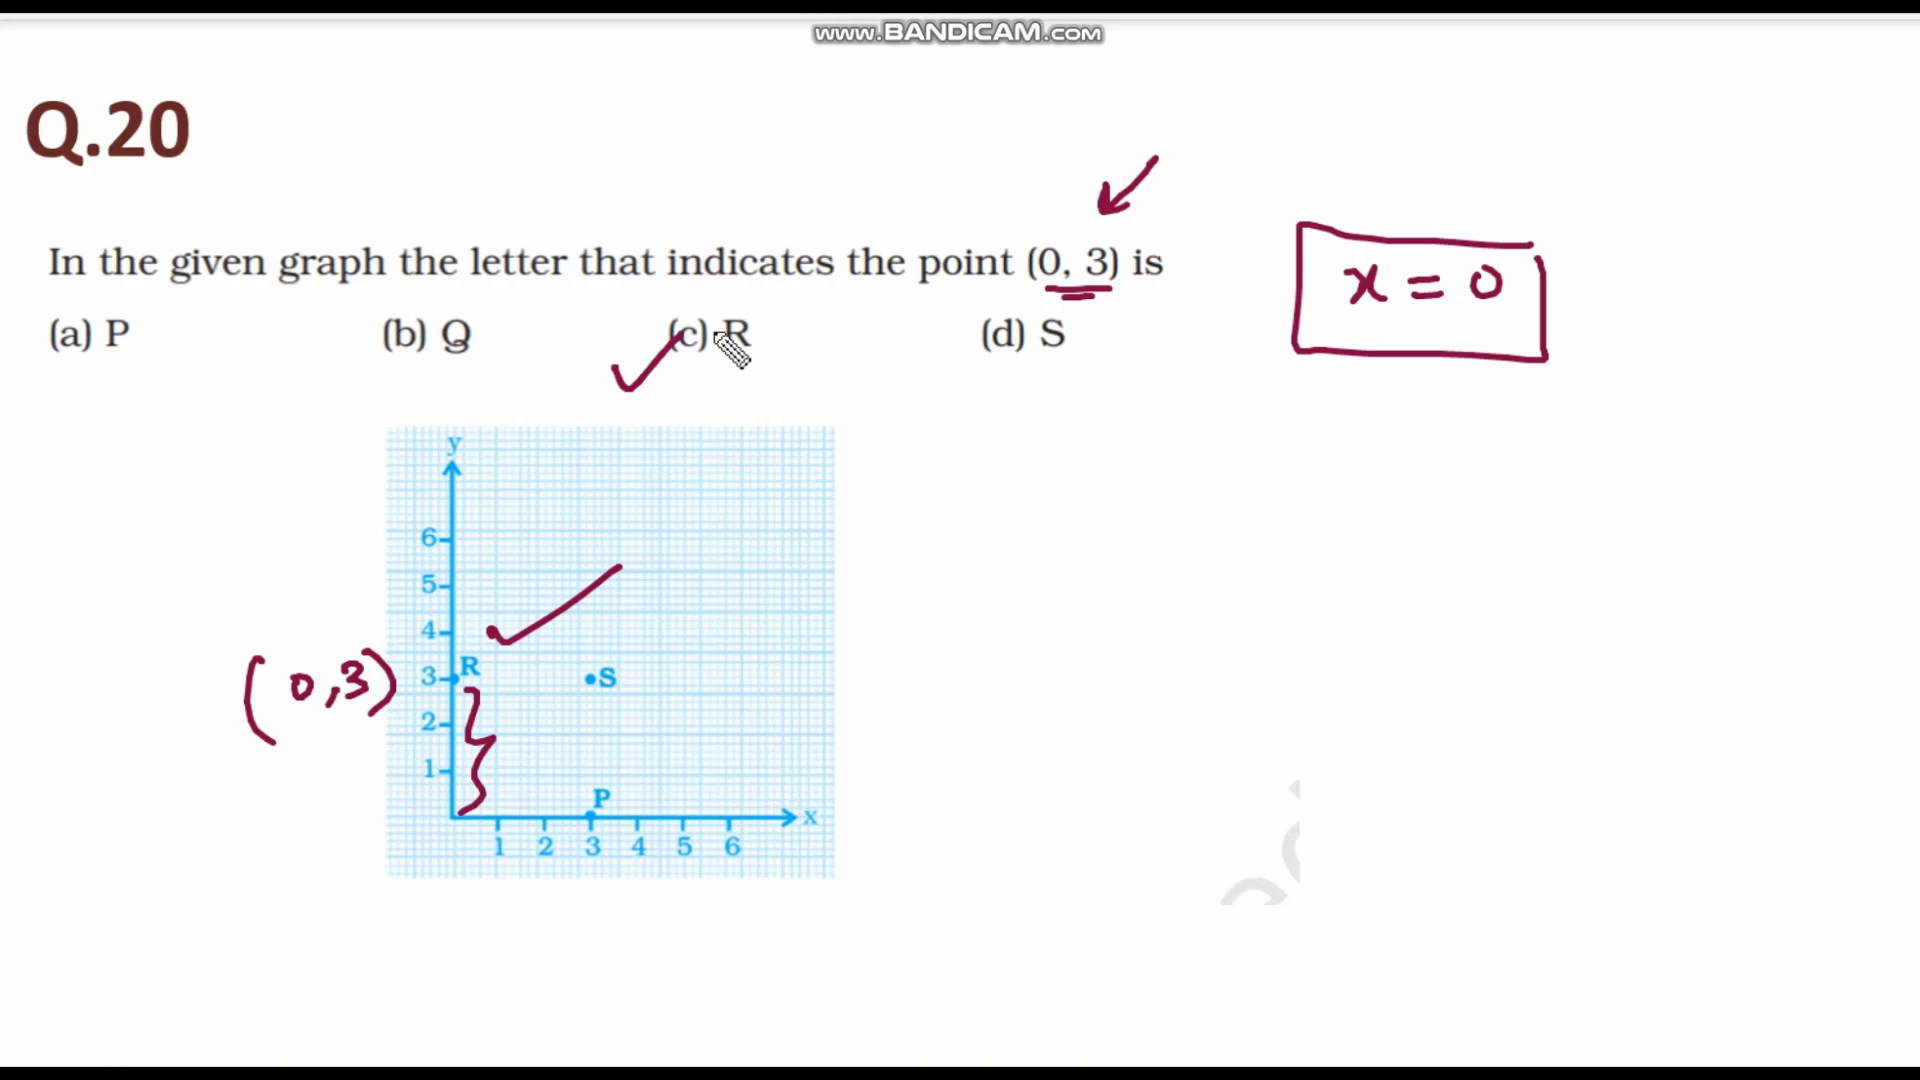 www.BANDICAM.com
Q.20
In the given graph the letter that indicates the point (0, 3) is
(a) P (b) Q (c) R (d) S
x = 0
y
6
5
4
3 R
S
(0,3)
2
1
P
x
1 2 3 4 5 6